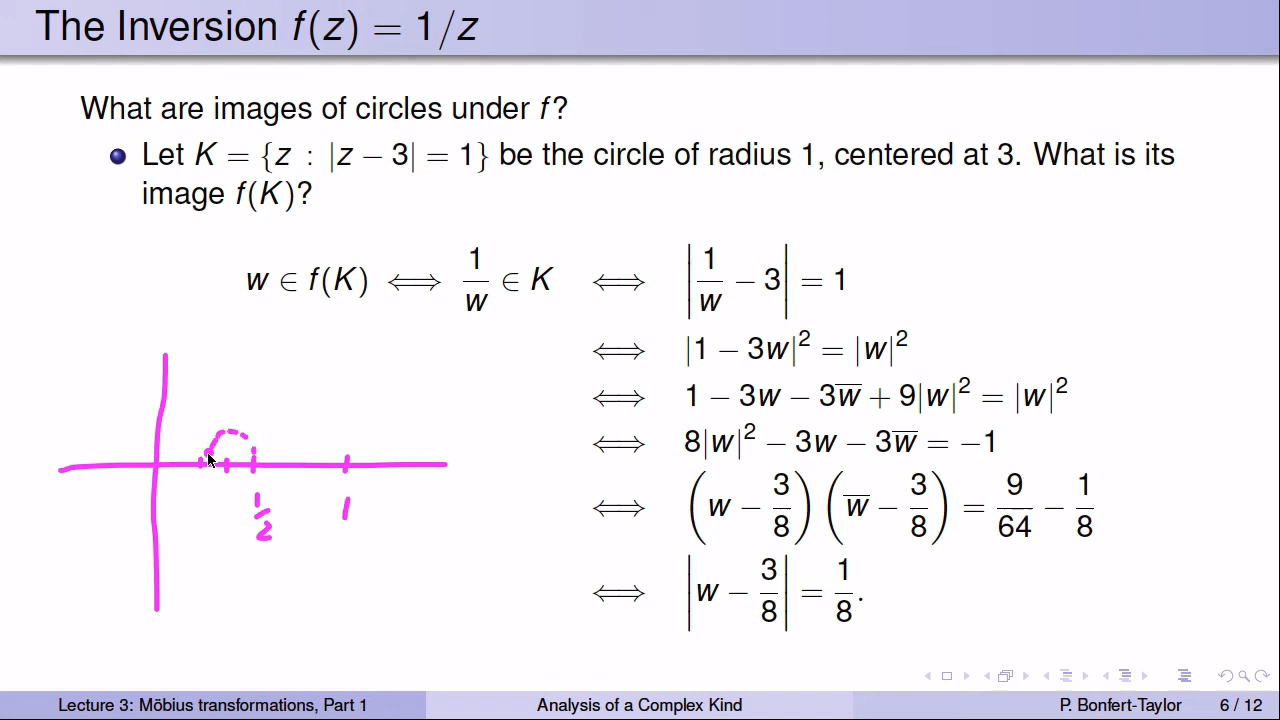 The Inversion f(z) = 1/z
What are images of circles under f?
Let K = {z : |z − 3| = 1} be the circle of radius 1, centered at 3. What is its
image f(K)?
w ∈ f(K) ⟺ 1/w ∈ K ⟺ |1/w − 3| = 1
⟺ |1 − 3w|² = |w|²
⟺ 1 − 3w − 3w̅ + 9|w|² = |w|²
⟺ 8|w|² − 3w − 3w̅ = −1
⟺ (w − 3/8)(w̅ − 3/8) = 9/64 − 1/8
⟺ |w − 3/8| = 1/8.
1/2 1
Lecture 3: Möbius transformations, Part 1 Analysis of a Complex Kind P. Bonfert-Taylor 6 / 12